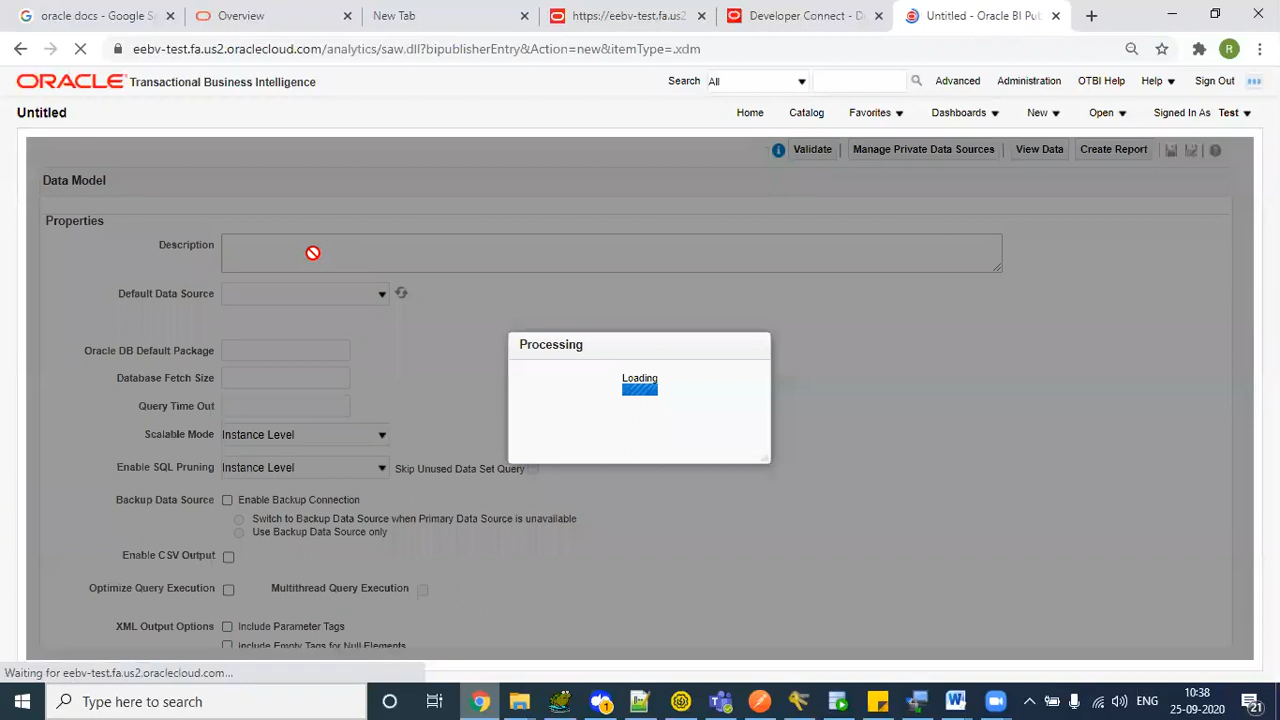 oracle docs - Google S
Overview
New Tab
https://eebv-test.fa.us2
Developer Connect - D
Untitled - Oracle BI Pu
eebv-test.fa.us2.oraclecloud.com/analytics/saw.dll?bipublisherEntry&Action=new&itemType=.xdm
R
ORACLE Transactional Business Intelligence
Search All Advanced Administration OTBI Help Help Sign Out
Untitled
Home Catalog Favorites Dashboards New Open Signed In As Test
Validate Manage Private Data Sources View Data Create Report
Data Model
Properties
Description
Default Data Source
Oracle DB Default Package
Database Fetch Size
Query Time Out
Scalable Mode Instance Level
Enable SQL Pruning Instance Level Skip Unused Data Set Query
Backup Data Source Enable Backup Connection
Switch to Backup Data Source when Primary Data Source is unavailable
Use Backup Data Source only
Enable CSV Output
Optimize Query Execution Multithread Query Execution
XML Output Options Include Parameter Tags
Include Empty Tags for Null Elements
Processing
Loading
Waiting for eebv-test.fa.us2.oraclecloud.com...
Type here to search
1
ENG
10:38
25-09-2020
21